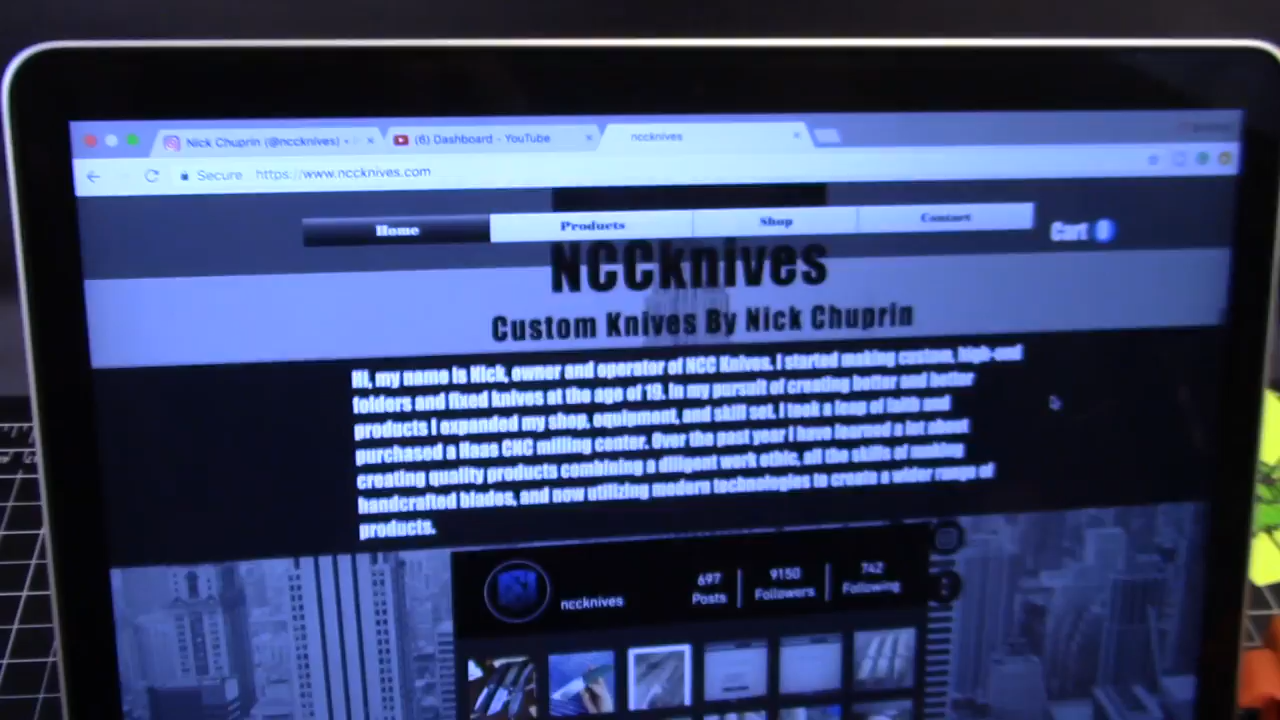 Nick Chuprin (@nccknives) •
(6) Dashboard - YouTube
nccknives
Secure https://www.nccknives.com
Home
Products
Shop
Contact
Cart
NCCknives
Custom Knives By Nick Chuprin
Hi, my name is Nick, owner and operator of NCC Knives. I started making custom, high-end
folders and fixed knives at the age of 19. In my pursuit of creating better and better
products I expanded my shop, equipment, and skill set. I took a leap of faith and
purchased a Haas CNC milling center. Over the past year I have learned a lot about
creating quality products combining a diligent work ethic, all the skills of making
handcrafted blades, and now utilizing modern technologies to create a wider range of
products.
nccknives
697 Posts
9150 Followers
742 Following